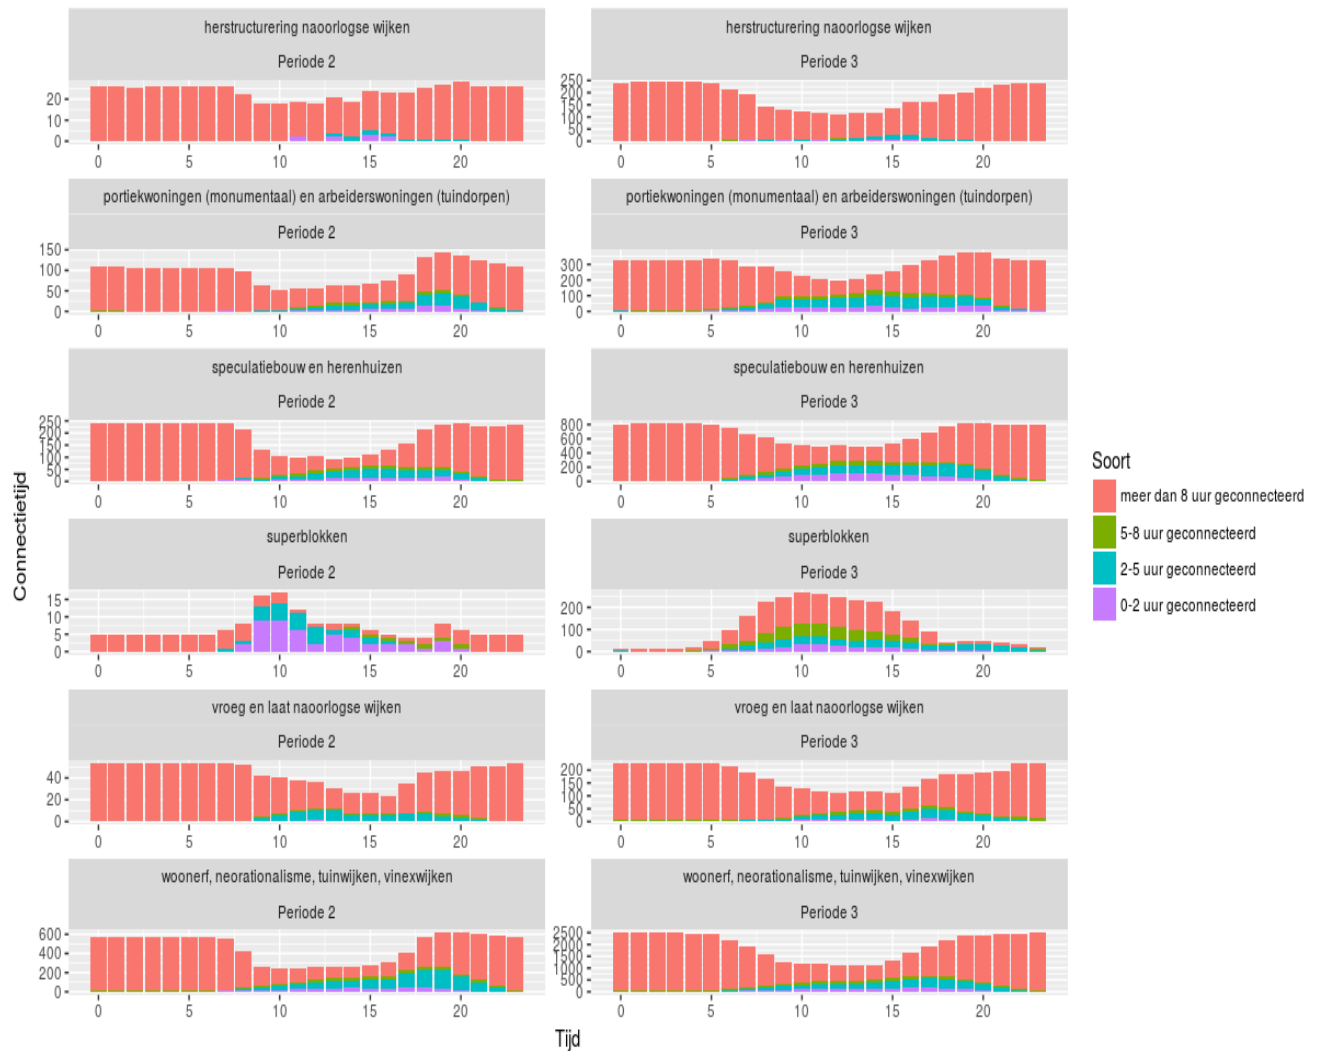 herstructurering naoorlogse wijken
Periode 2
20
10
0
0 5 10 15 20
herstructurering naoorlogse wijken
Periode 3
250
200
150
100
50
0
0 5 10 15 20
portiekwoningen (monumentaal) en arbeiderswoningen (tuindorpen)
Periode 2
150
100
50
0
0 5 10 15 20
portiekwoningen (monumentaal) en arbeiderswoningen (tuindorpen)
Periode 3
300
200
100
0
0 5 10 15 20
speculatiebouw en herenhuizen
Periode 2
250
200
150
100
50
0
0 5 10 15 20
speculatiebouw en herenhuizen
Periode 3
800
600
400
200
0
0 5 10 15 20
superblokken
Periode 2
15
10
5
0
0 5 10 15 20
superblokken
Periode 3
200
100
0
0 5 10 15 20
vroeg en laat naoorlogse wijken
Periode 2
40
20
0
0 5 10 15 20
vroeg en laat naoorlogse wijken
Periode 3
200
150
100
50
0
0 5 10 15 20
woonerf, neorationalisme, tuinwijken, vinexwijken
Periode 2
600
400
200
0
0 5 10 15 20
woonerf, neorationalisme, tuinwijken, vinexwijken
Periode 3
2500
2000
1500
1000
500
0
0 5 10 15 20
Connectietijd
Tijd
Soort
meer dan 8 uur geconnecteerd
5-8 uur geconnecteerd
2-5 uur geconnecteerd
0-2 uur geconnecteerd